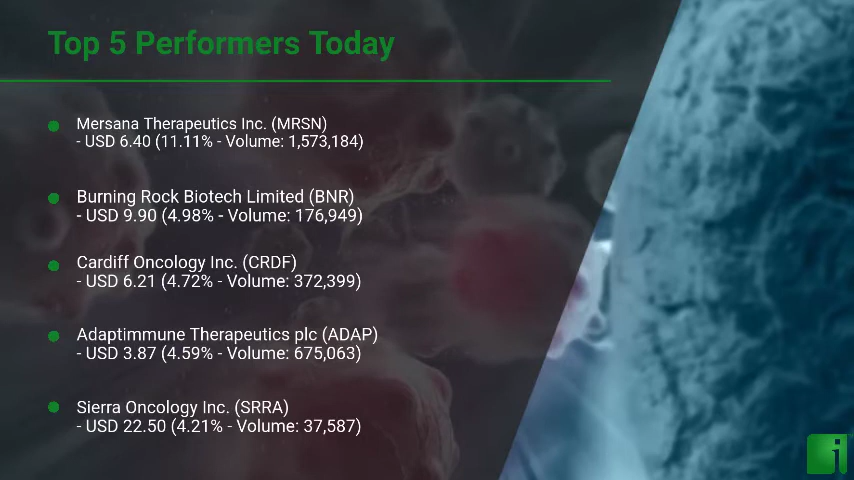 Top 5 Performers Today
Mersana Therapeutics Inc. (MRSN)
- USD 6.40 (11.11% - Volume: 1,573,184)
Burning Rock Biotech Limited (BNR)
- USD 9.90 (4.98% - Volume: 176,949)
Cardiff Oncology Inc. (CRDF)
- USD 6.21 (4.72% - Volume: 372,399)
Adaptimmune Therapeutics plc (ADAP)
- USD 3.87 (4.59% - Volume: 675,063)
Sierra Oncology Inc. (SRRA)
- USD 22.50 (4.21% - Volume: 37,587)
i